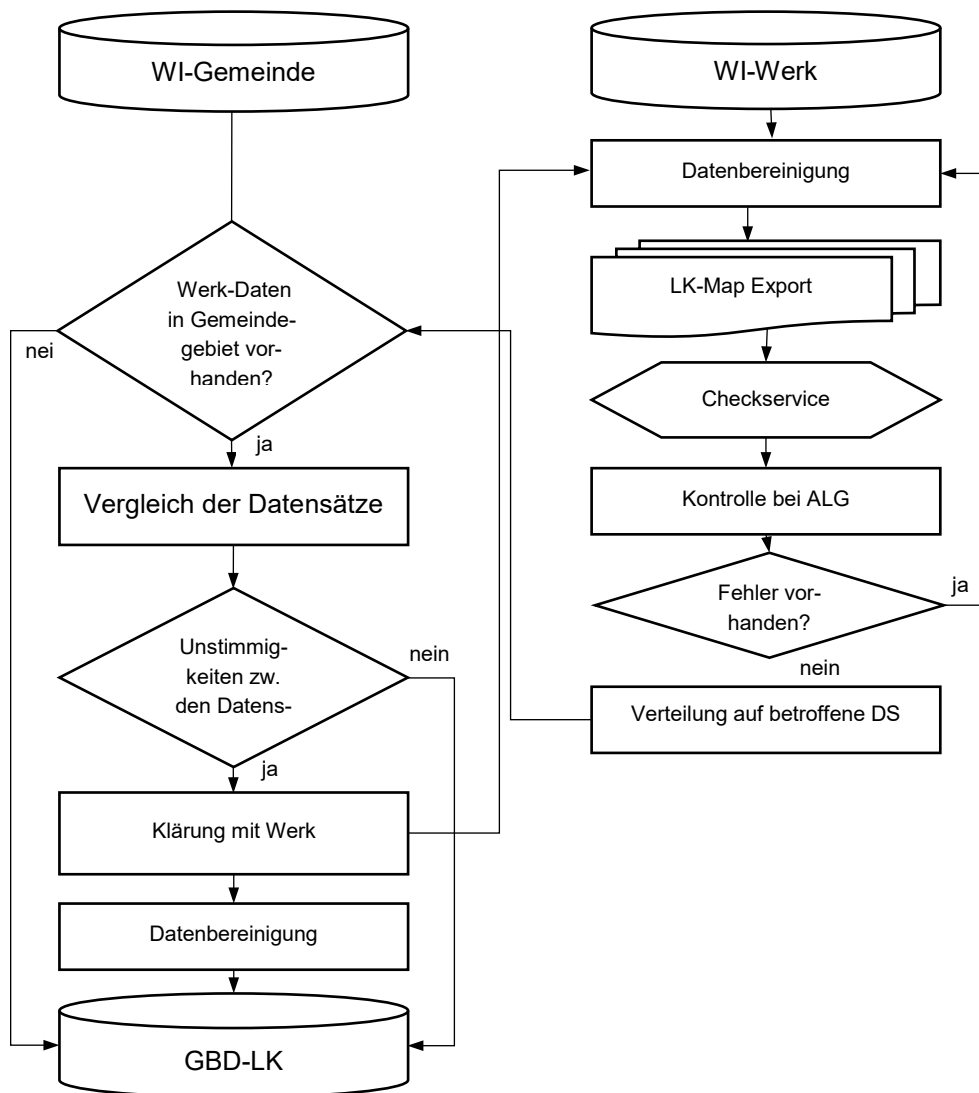 WI-Gemeinde
Werk-Daten
in Gemeinde-
gebiet vor-
handen?
nei
ja
Vergleich der Datensätze
Unstimmig-
keiten zw.
den Datens-
nein
ja
Klärung mit Werk
Datenbereinigung
GBD-LK
WI-Werk
Datenbereinigung
LK-Map Export
Checkservice
Kontrolle bei ALG
Fehler vor-
handen?
ja
nein
Verteilung auf betroffene DS